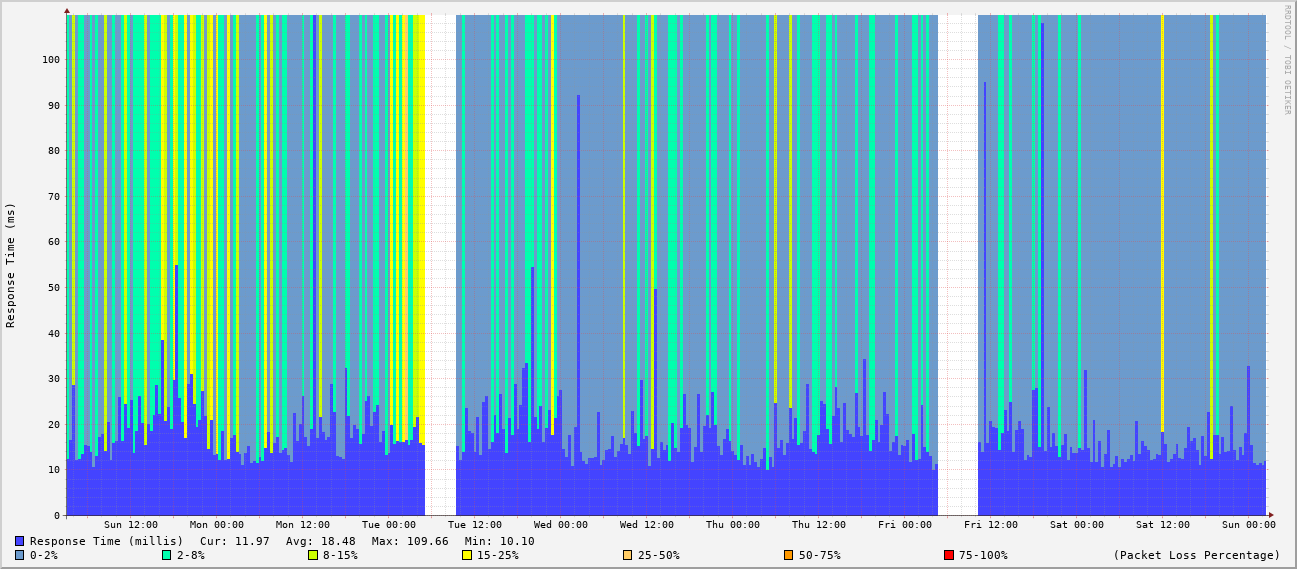 RRDTOOL / TOBI OETIKER
Response Time (ms)
100
90
80
70
60
50
40
30
20
10
0
Sun 12:00 Mon 00:00 Mon 12:00 Tue 00:00 Tue 12:00 Wed 00:00 Wed 12:00 Thu 00:00 Thu 12:00 Fri 00:00 Fri 12:00 Sat 00:00 Sat 12:00 Sun 00:00
Response Time (millis) Cur: 11.97 Avg: 18.48 Max: 109.66 Min: 10.10
0-2% 2-8% 8-15% 15-25% 25-50% 50-75% 75-100% (Packet Loss Percentage)